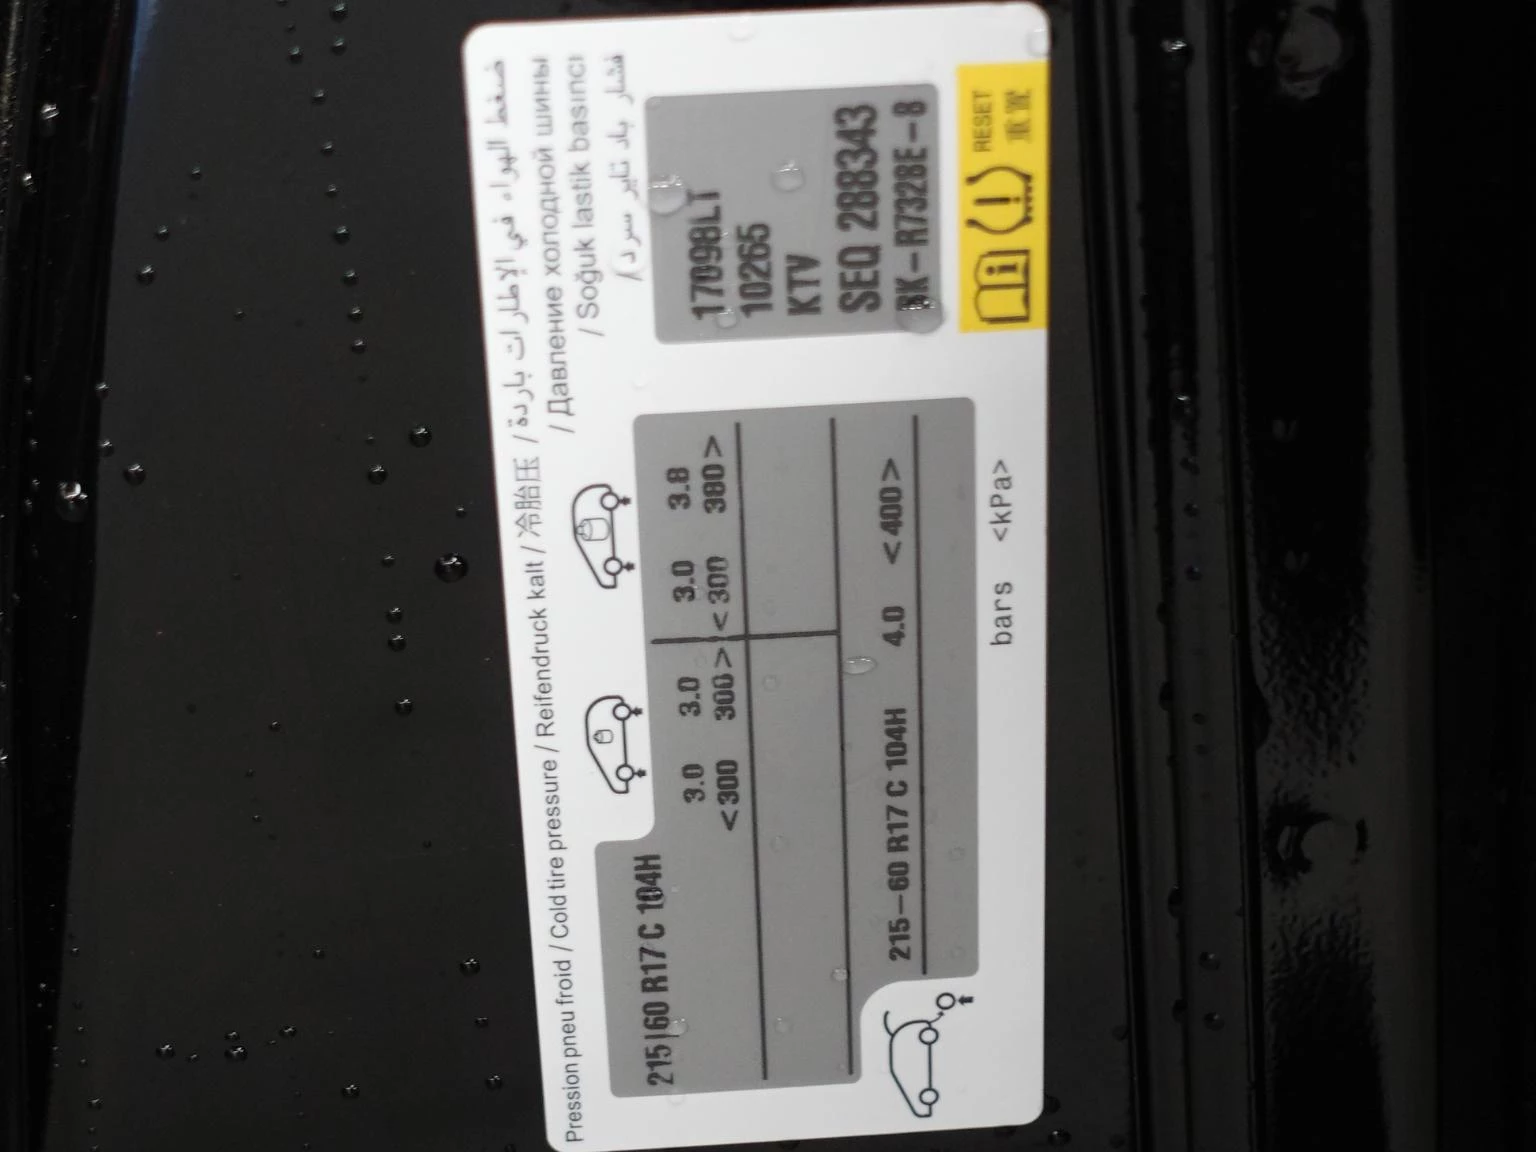 Pression pneu froid / Cold tire pressure / Reifendruck kalt / 冷胎压 / ضغط الهواء في الإطارات باردة
/ Давление холодной шины
/ Soğuk lastik basıncı
/ فشار باد تایر سرد
215|60 R17 C 104H
3.0 3.0 3.0 3.8
<300 300> <300 380>
215-60 R17 C 104H 4.0 <400>
bars <kPa>
17098LT
10265
KTV
SEQ 288343
BK-R7328E-8
RESET
重置